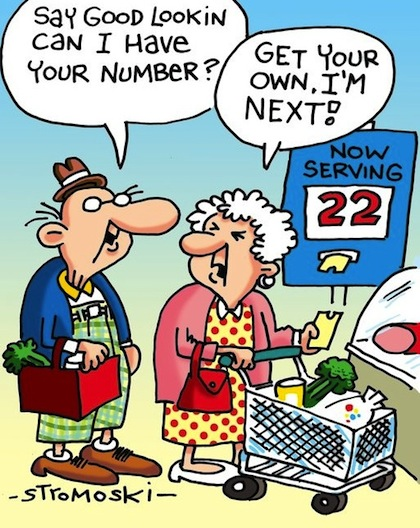 SAY GOOD LOOKIN
CAN I HAVE
YOUR NUMBER?
GET YOUR
OWN, I'M
NEXT!
NOW
SERVING
22
-STROMOSKI-